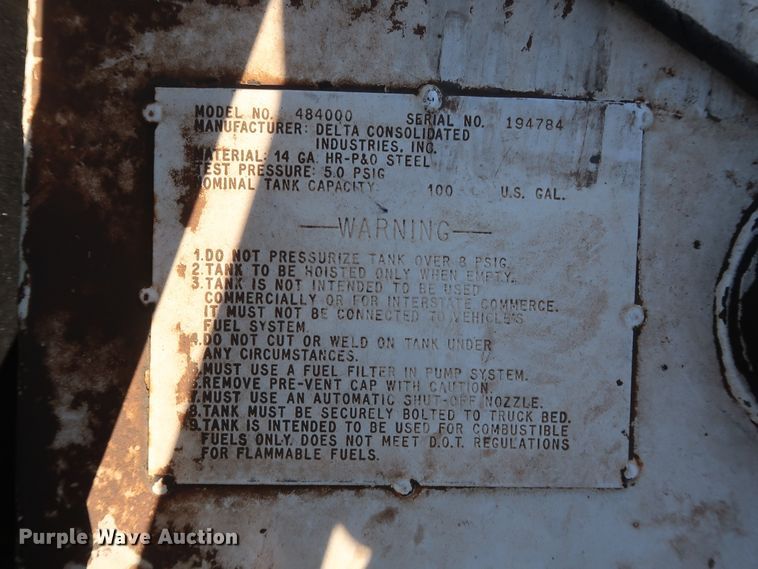 MODEL NO. 484000 SERIAL NO. 194784
MANUFACTURER: DELTA CONSOLIDATED
INDUSTRIES, INC.
MATERIAL: 14 GA. HR-P&O STEEL
TEST PRESSURE: 5.0 PSIG
NOMINAL TANK CAPACITY 100 U.S. GAL.
WARNING
1. DO NOT PRESSURIZE TANK OVER 8 PSIG.
2. TANK TO BE HOISTED ONLY WHEN EMPTY.
3. TANK IS NOT INTENDED TO BE USED
COMMERCIALLY OR FOR INTERSTATE COMMERCE.
IT MUST NOT BE CONNECTED TO VEHICLE'S
FUEL SYSTEM.
4. DO NOT CUT OR WELD ON TANK UNDER
ANY CIRCUMSTANCES.
5. MUST USE A FUEL FILTER IN PUMP SYSTEM.
6. REMOVE PRE-VENT CAP WITH CAUTION.
7. MUST USE AN AUTOMATIC SHUT-OFF NOZZLE.
8. TANK MUST BE SECURELY BOLTED TO TRUCK BED.
9. TANK IS INTENDED TO BE USED FOR COMBUSTIBLE
FUELS ONLY. DOES NOT MEET D.O.T. REGULATIONS
FOR FLAMMABLE FUELS.
Purple Wave Auction